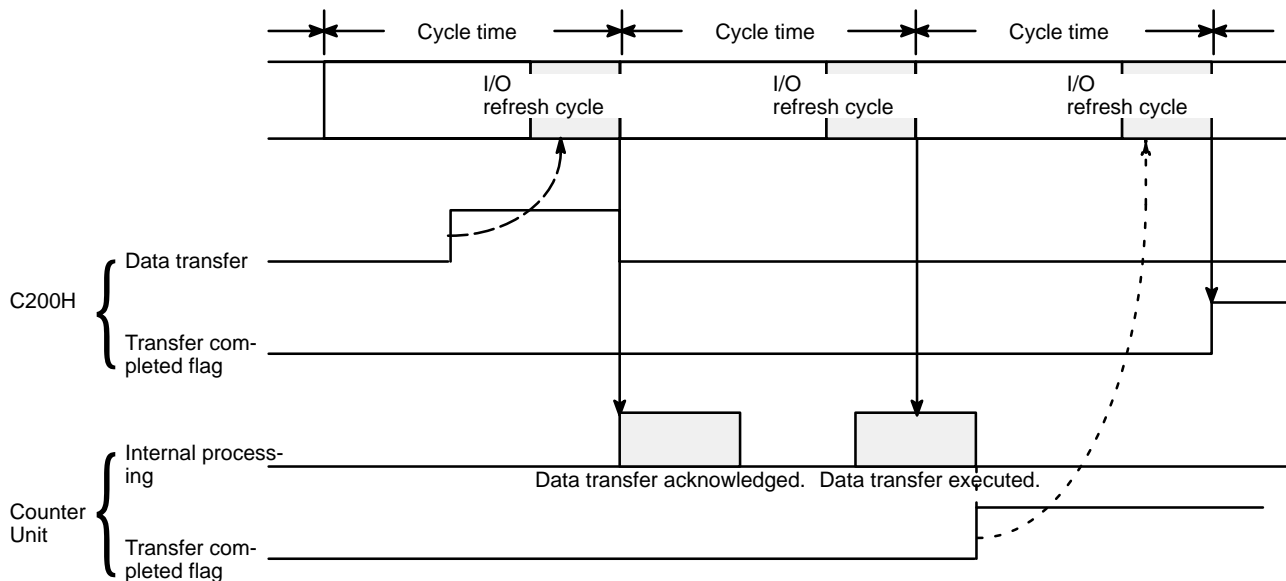 Cycle time Cycle time Cycle time
I/O
refresh cycle
I/O
refresh cycle
I/O
refresh cycle
C200H
Data transfer
Transfer com-
pleted flag
Counter
Unit
Internal process-
ing
Data transfer acknowledged. Data transfer executed.
Transfer com-
pleted flag